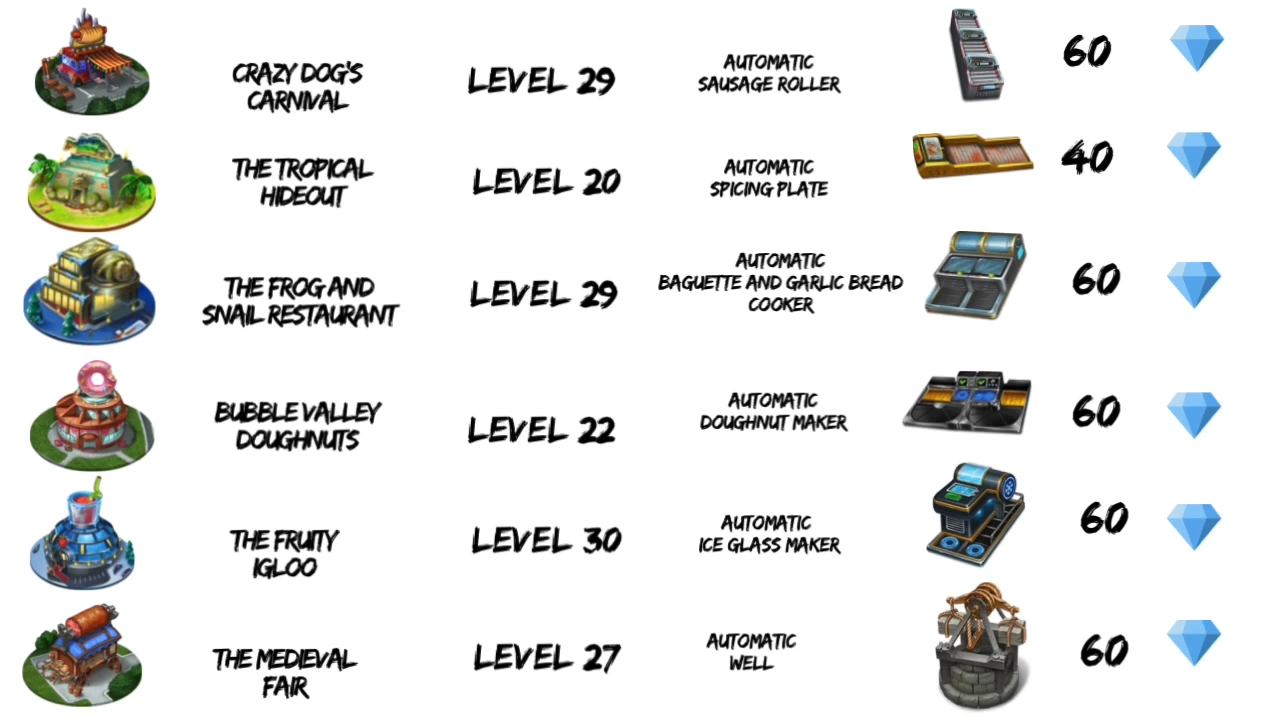 CRAZY DOG'S
CARNIVAL
LEVEL 29
AUTOMATIC
SAUSAGE ROLLER
60
THE TROPICAL
HIDEOUT
LEVEL 20
AUTOMATIC
SPICING PLATE
40
THE FROG AND
SNAIL RESTAURANT
LEVEL 29
AUTOMATIC
BAGUETTE AND GARLIC BREAD
COOKER
60
BUBBLE VALLEY
DOUGHNUTS
LEVEL 22
AUTOMATIC
DOUGHNUT MAKER
60
THE FRUITY
IGLOO
LEVEL 30
AUTOMATIC
ICE GLASS MAKER
60
THE MEDIEVAL
FAIR
LEVEL 27
AUTOMATIC
WELL
60